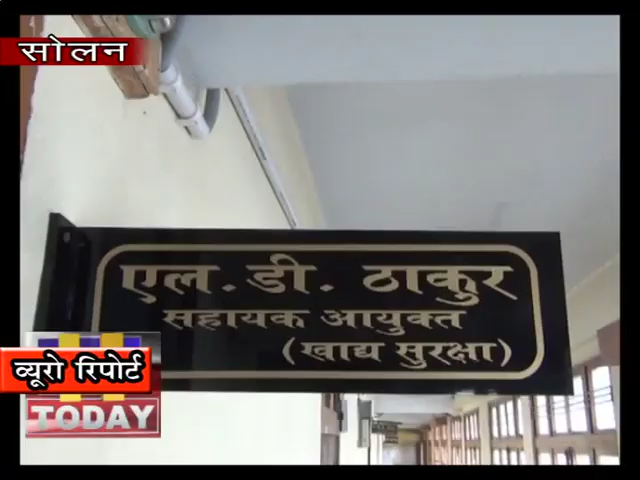 सोलन
एल. डी. ठाकुर
सहायक आयुक्त
(खाद्य सुरक्षा)
व्यूरो रिपोर्ट
TODAY